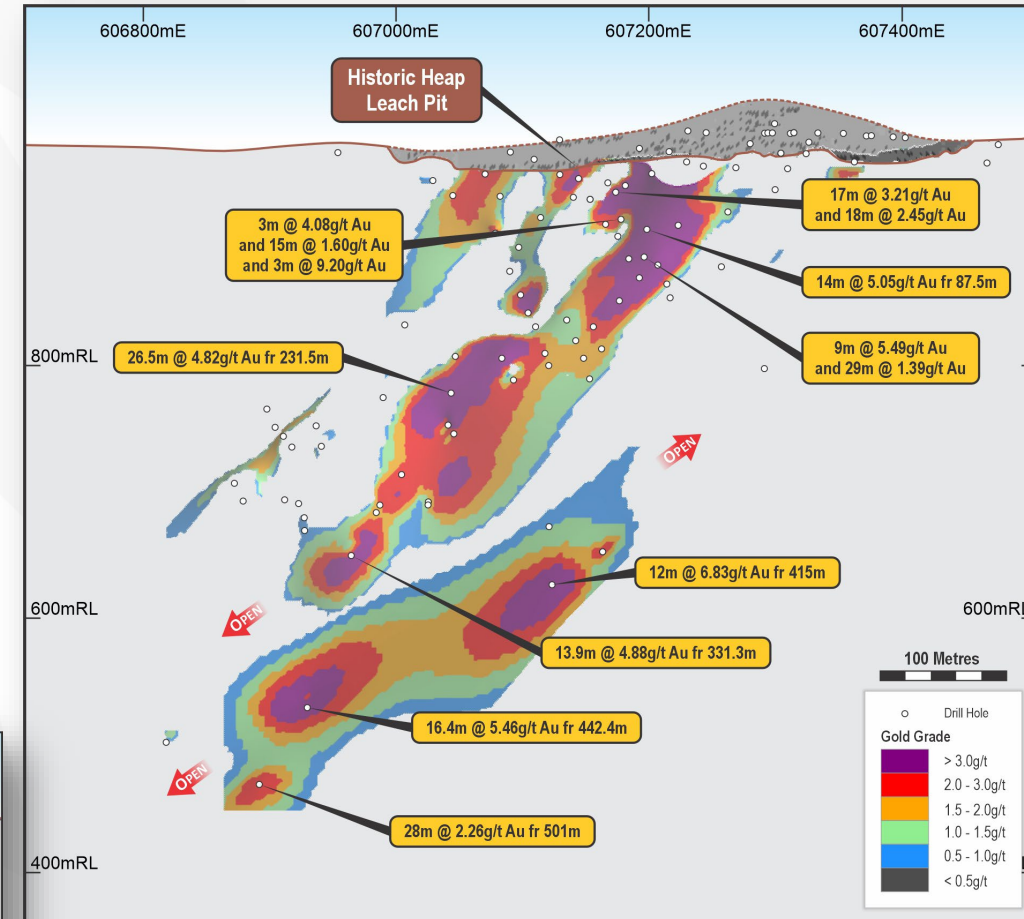 606800mE
607000mE
607200mE
607400mE
Historic Heap
Leach Pit
17m @ 3.21g/t Au
and 18m @ 2.45g/t Au
3m @ 4.08g/t Au
and 15m @ 1.60g/t Au
and 3m @ 9.20g/t Au
14m @ 5.05g/t Au fr 87.5m
9m @ 5.49g/t Au
and 29m @ 1.39g/t Au
800mRL
26.5m @ 4.82g/t Au fr 231.5m
OPEN
12m @ 6.83g/t Au fr 415m
600mRL
OPEN
600mRL
13.9m @ 4.88g/t Au fr 331.3m
100 Metres
16.4m @ 5.46g/t Au fr 442.4m
Drill Hole
Gold Grade
> 3.0g/t
2.0 - 3.0g/t
1.5 - 2.0g/t
1.0 - 1.5g/t
0.5 - 1.0g/t
< 0.5g/t
OPEN
28m @ 2.26g/t Au fr 501m
400mRL